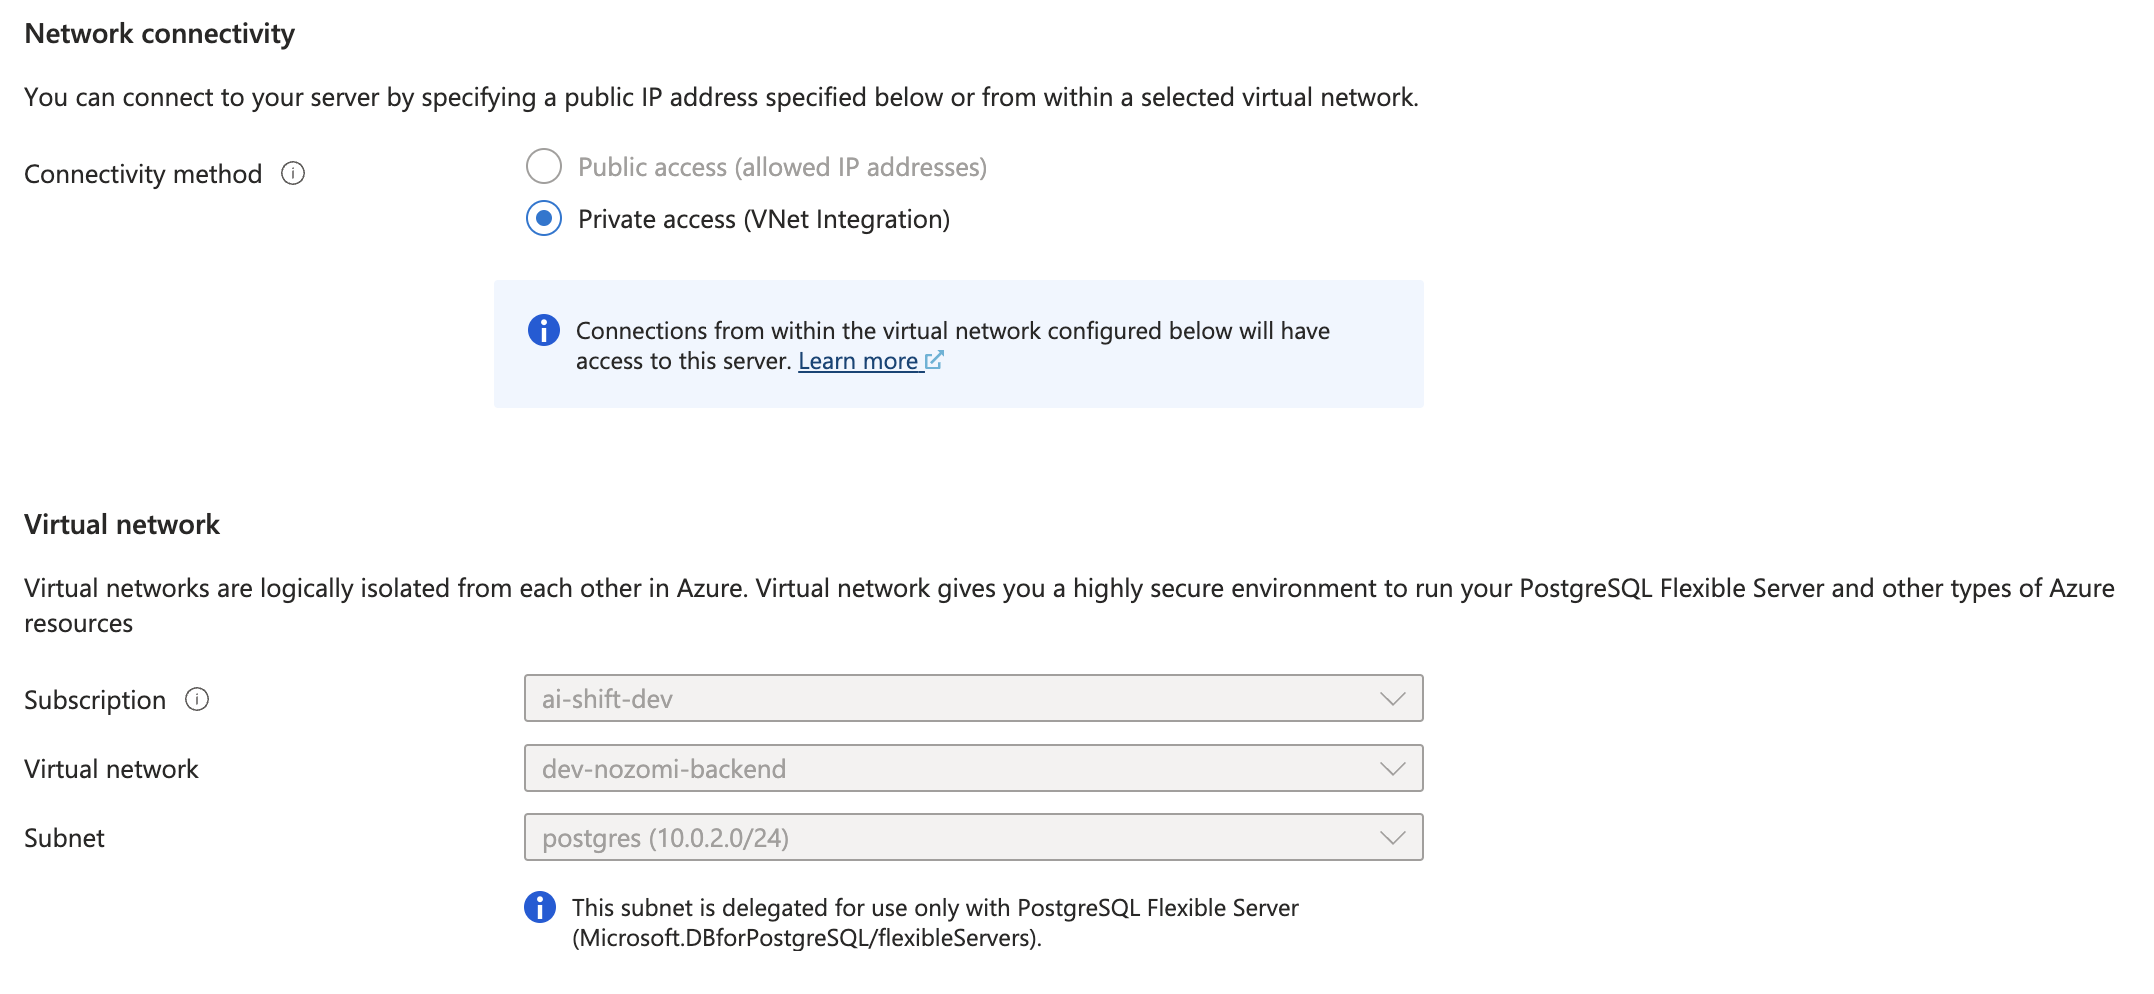 Network connectivity
You can connect to your server by specifying a public IP address specified below or from within a selected virtual network.
Connectivity method
Public access (allowed IP addresses)
Private access (VNet Integration)
Connections from within the virtual network configured below will have
access to this server. Learn more
Virtual network
Virtual networks are logically isolated from each other in Azure. Virtual network gives you a highly secure environment to run your PostgreSQL Flexible Server and other types of Azure
resources
Subscription
ai-shift-dev
Virtual network
dev-nozomi-backend
Subnet
postgres (10.0.2.0/24)
This subnet is delegated for use only with PostgreSQL Flexible Server
(Microsoft.DBforPostgreSQL/flexibleServers).